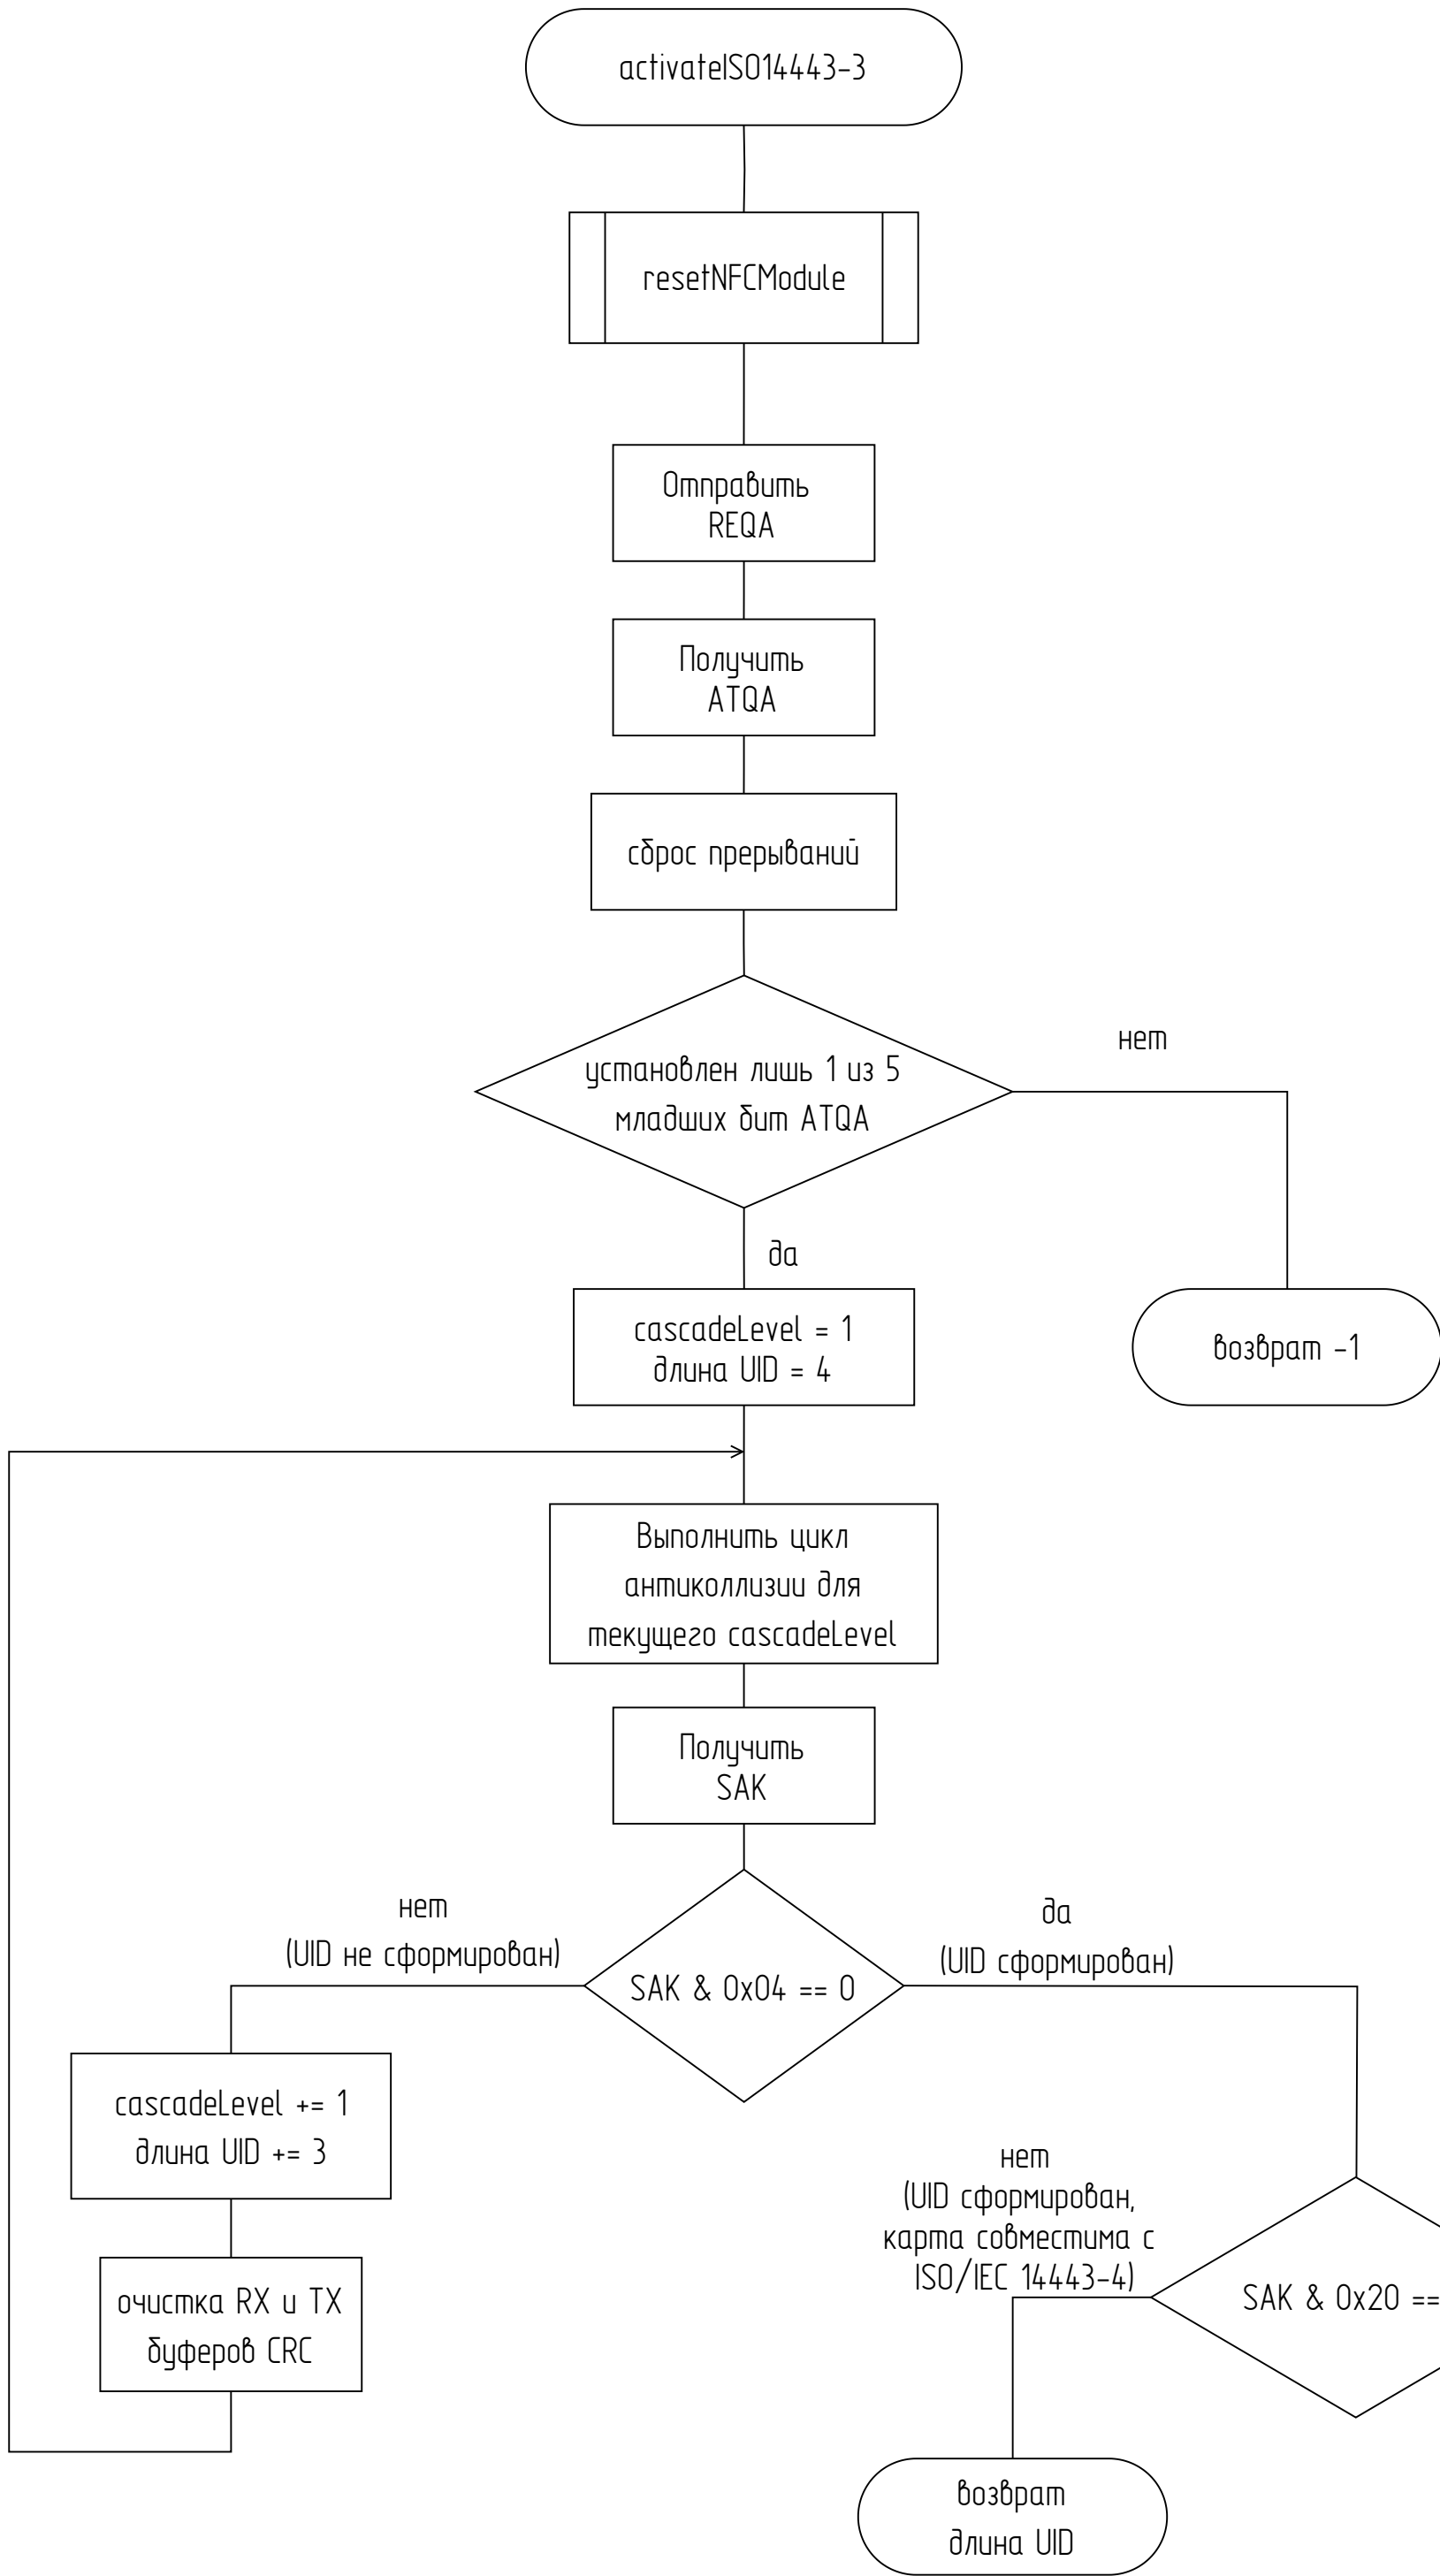 activateISO14443-3
resetNFCModule
Отправить
REQA
Получить
ATQA
сброс прерываний
установлен лишь 1 из 5
младших бит ATQA
нет
да
cascadeLevel = 1
длина UID = 4
возврат -1
Выполнить цикл
антиколлизии для
текущего cascadeLevel
Получить
SAK
нет
(UID не сформирован)
SAK & 0x04 == 0
да
(UID сформирован)
cascadeLevel += 1
длина UID += 3
нет
(UID сформирован,
карта совместима с
ISO/IEC 14443-4)
SAK & 0x20 ==
очистка RX и TX
буферов CRC
возврат
длина UID